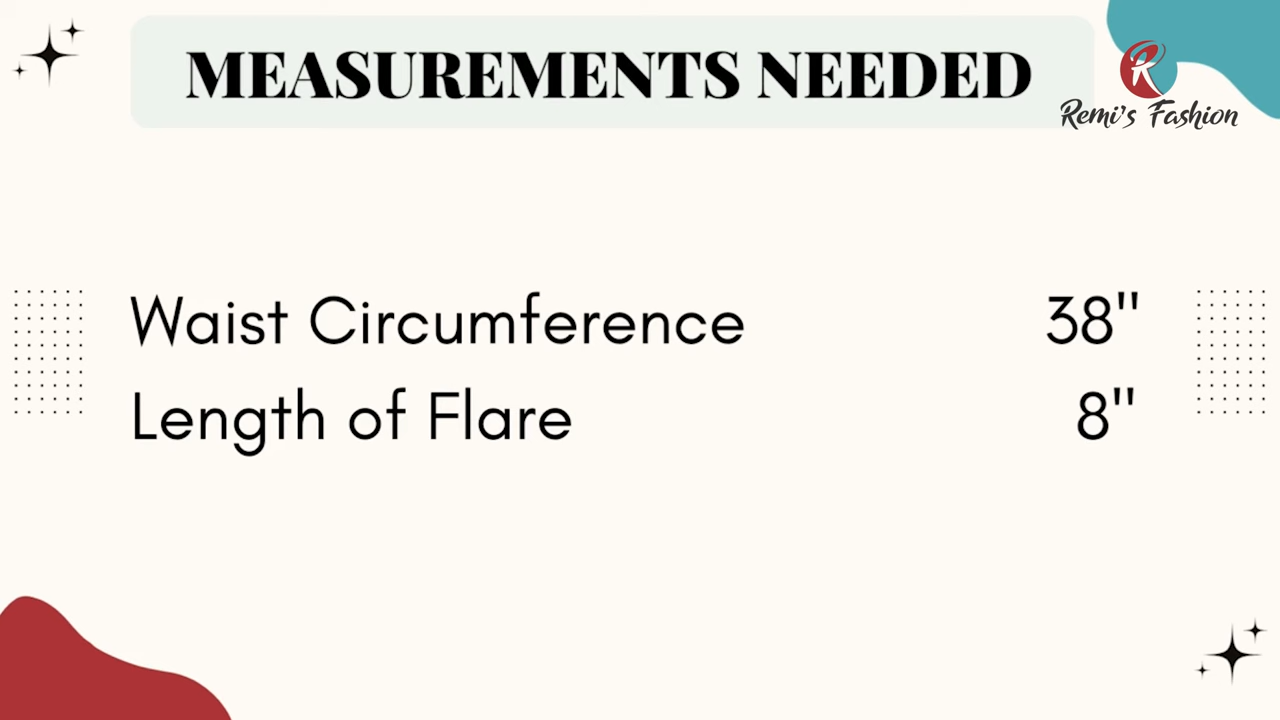 MEASUREMENTS NEEDED
R
Remi's Fashion
Waist Circumference 38"
Length of Flare 8"